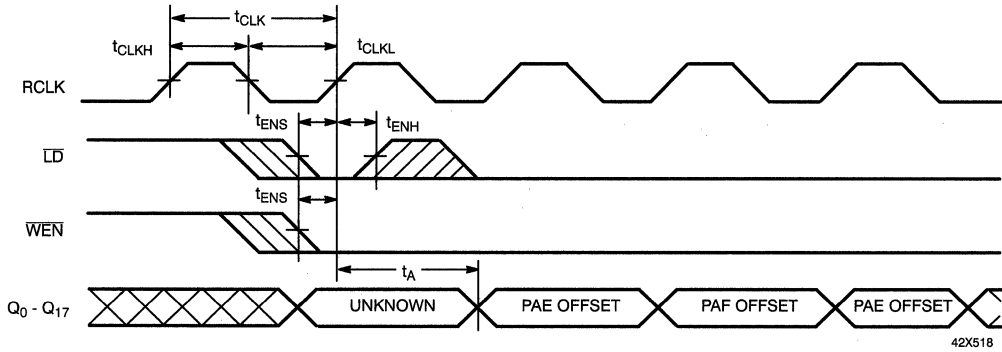 tCLK
tCLKH
tCLKL
RCLK
tENS
tENH
LD
tENS
WEN
tA
Q0 - Q17
UNKNOWN
PAE OFFSET
PAF OFFSET
PAE OFFSET
42X518